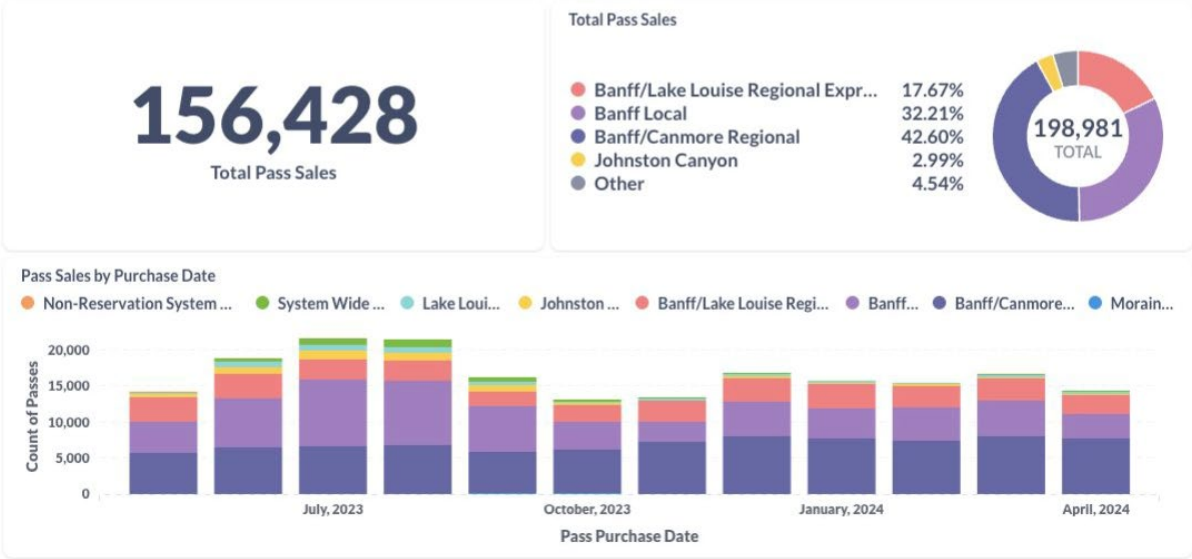 156,428
Total Pass Sales
Total Pass Sales
Banff/Lake Louise Regional Expr... 17.67%
Banff Local 32.21%
Banff/Canmore Regional 42.60%
Johnston Canyon 2.99%
Other 4.54%
198,981
TOTAL
Pass Sales by Purchase Date
Non-Reservation System ... System Wide ... Lake Loui... Johnston ... Banff/Lake Louise Regi... Banff... Banff/Canmore... Morain...
Count of Passes
20,000
15,000
10,000
5,000
0
July, 2023 October, 2023 January, 2024 April, 2024
Pass Purchase Date